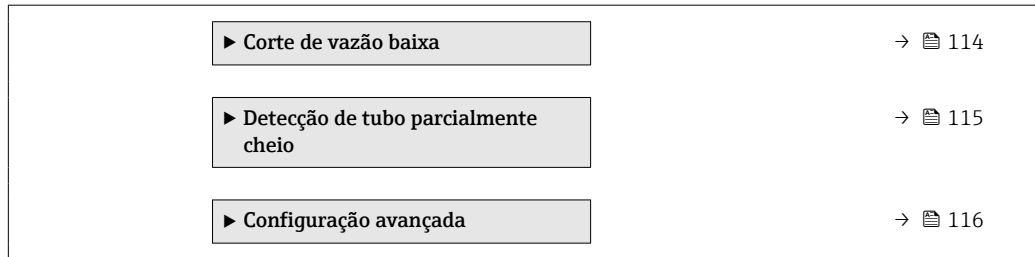 ▶ Corte de vazão baixa → 114
▶ Detecção de tubo parcialmente → 115
cheio
▶ Configuração avançada → 116